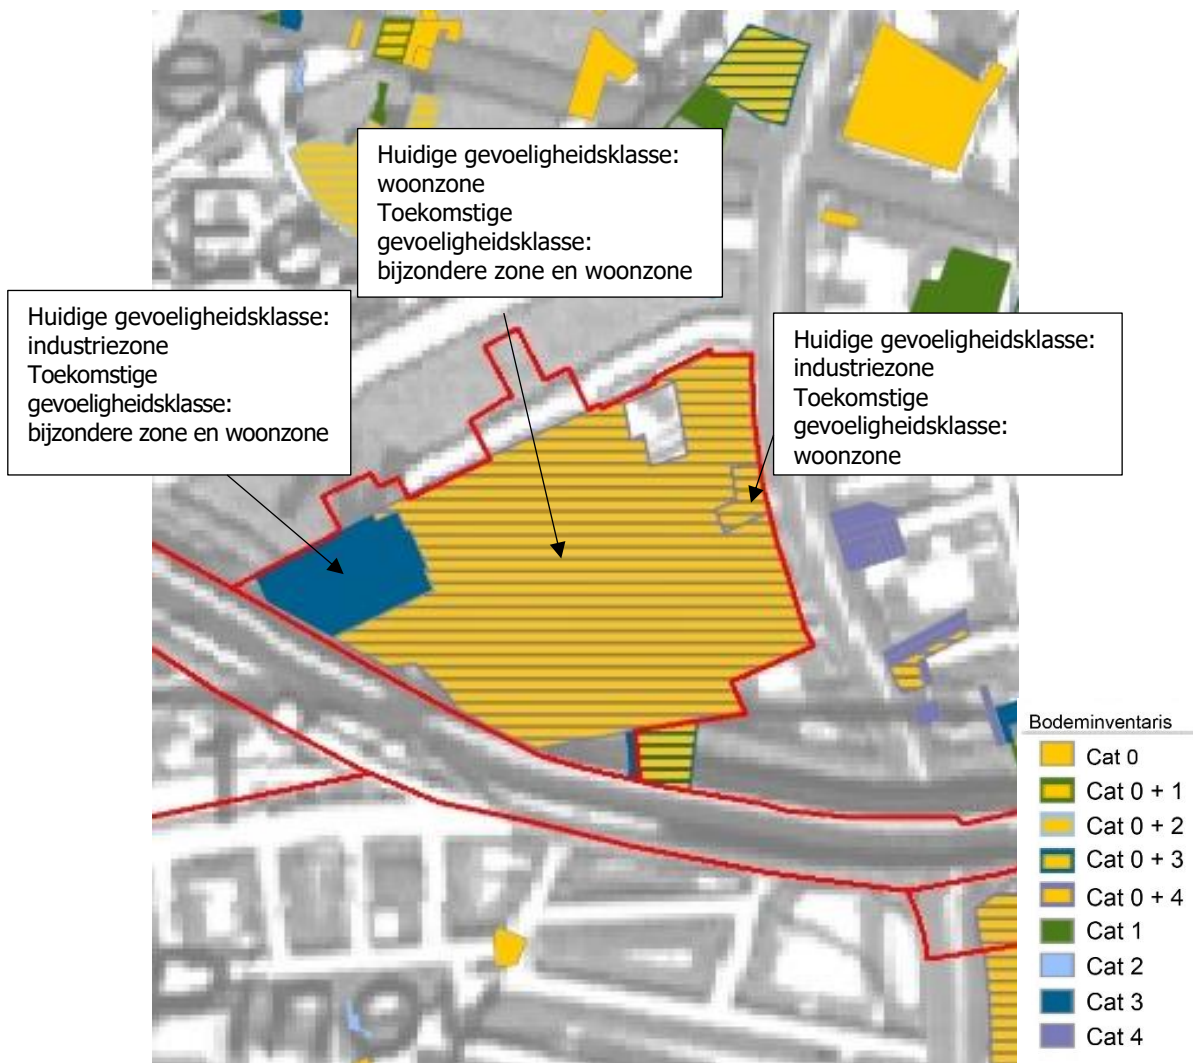 Huidige gevoeligheidsklasse:
woonzone
Toekomstige
gevoeligheidsklasse:
bijzondere zone en woonzone
Huidige gevoeligheidsklasse:
industriezone
Toekomstige
gevoeligheidsklasse:
bijzondere zone en woonzone
Huidige gevoeligheidsklasse:
industriezone
Toekomstige
gevoeligheidsklasse:
woonzone
Bodeminventaris
Cat 0
Cat 0 + 1
Cat 0 + 2
Cat 0 + 3
Cat 0 + 4
Cat 1
Cat 2
Cat 3
Cat 4